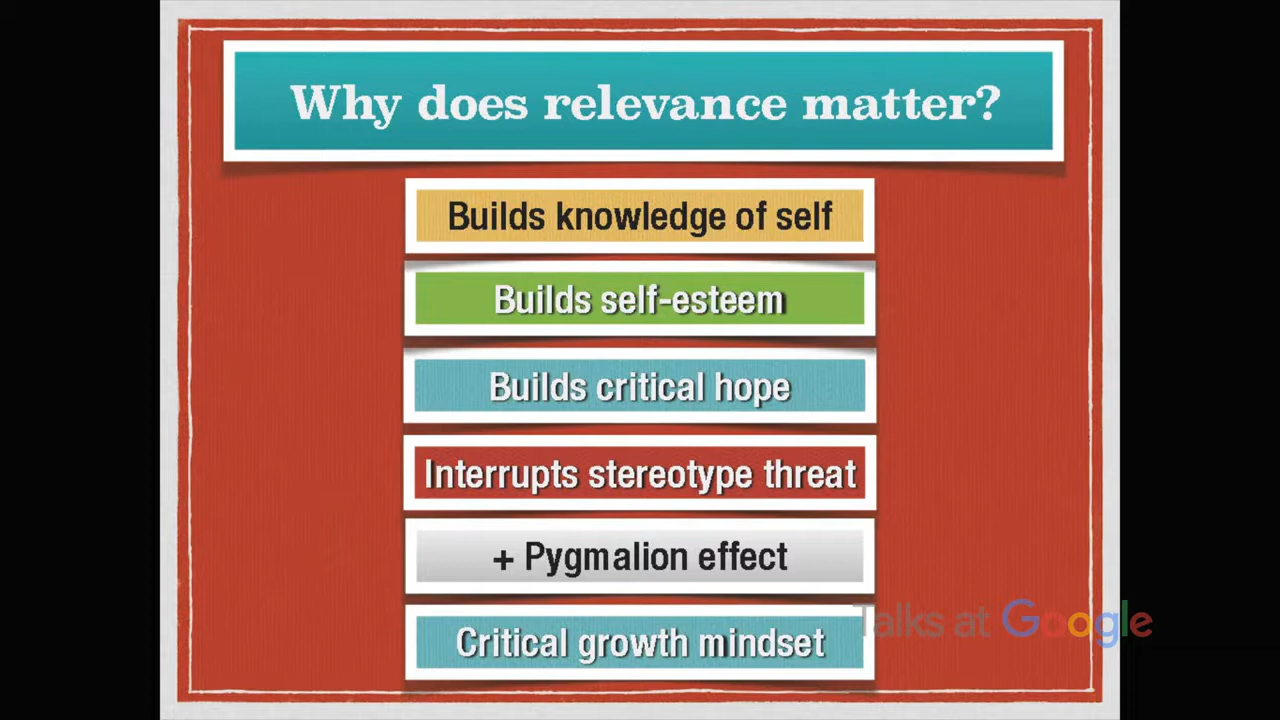 Why does relevance matter?
Builds knowledge of self
Builds self-esteem
Builds critical hope
Interrupts stereotype threat
+ Pygmalion effect
Critical growth mindset
Talks at Google